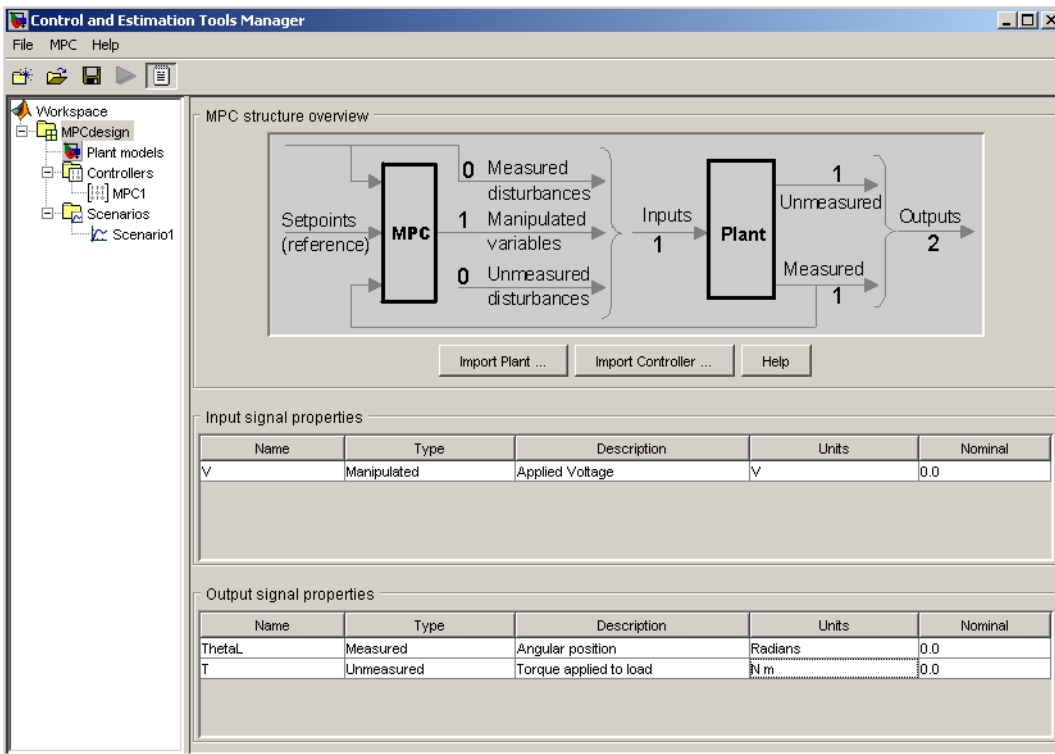 Control and Estimation Tools Manager
File MPC Help
Workspace
MPCdesign
Plant models
Controllers
MPC1
Scenarios
Scenario1
MPC structure overview
Setpoints
(reference)
MPC
0 Measured
disturbances
1 Manipulated
variables
0 Unmeasured
disturbances
Inputs
1
Plant
1
Unmeasured
Measured
1
Outputs
2
Import Plant ... Import Controller ... Help
Input signal properties
Name Type Description Units Nominal
V Manipulated Applied Voltage V 0.0
Output signal properties
Name Type Description Units Nominal
ThetaL Measured Angular position Radians 0.0
T Unmeasured Torque applied to load N m 0.0